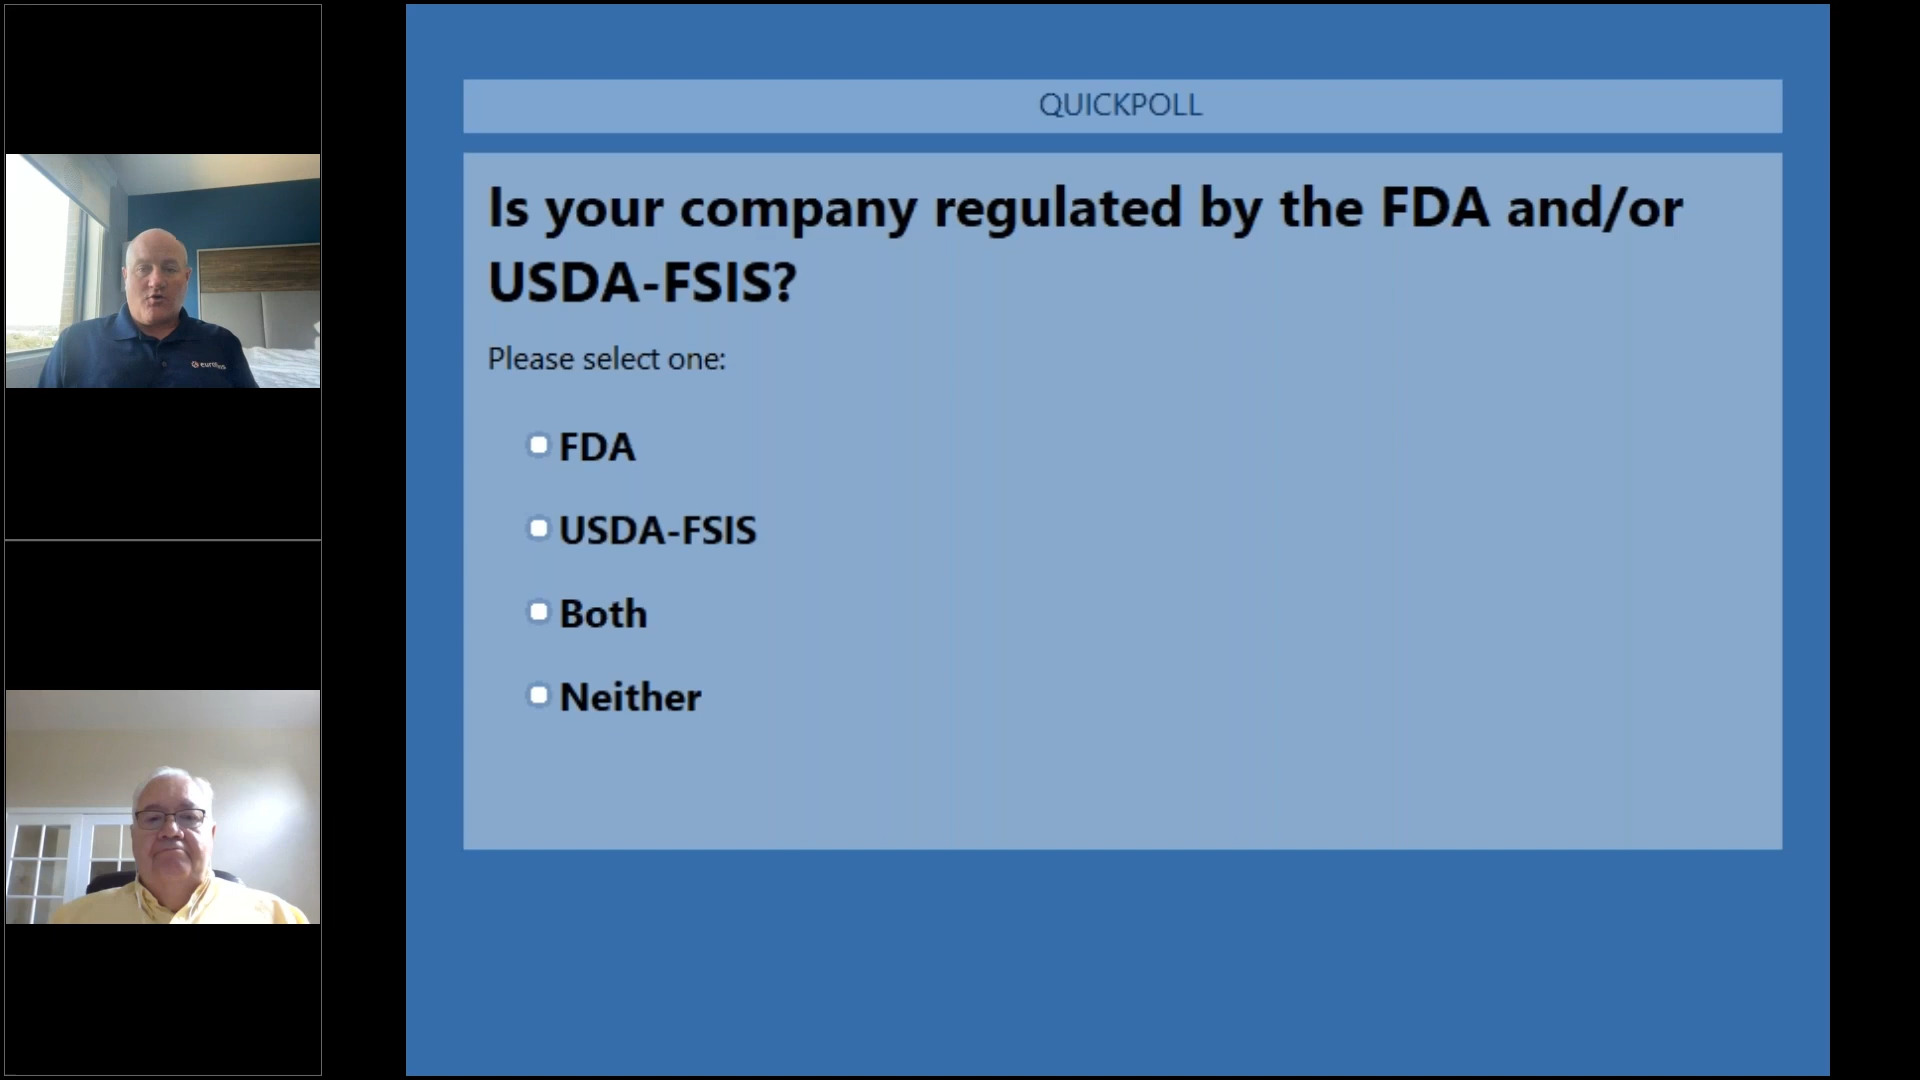 QUICKPOLL
Is your company regulated by the FDA and/or
USDA-FSIS?
Please select one:
FDA
USDA-FSIS
Both
Neither